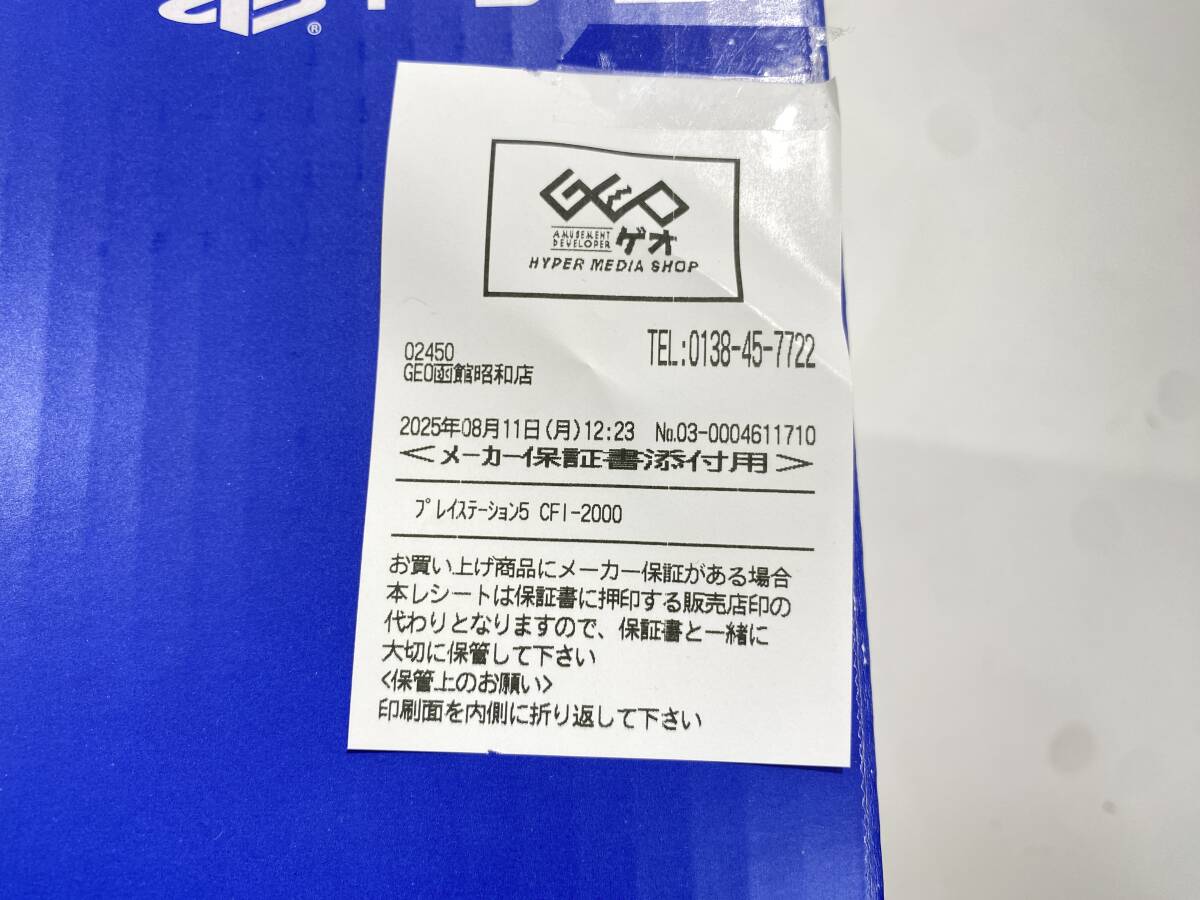 GEO
AMUSEMENT
DEVELOPER
ゲオ
HYPER MEDIA SHOP
02450
TEL:0138-45-7722
GEO函館昭和店
2025年08月11日(月)12:23 No.03-0004611710
<メーカー保証書添付用>
プレイステーション5 CFI-2000
お買い上げ商品にメーカー保証がある場合
本レシートは保証書に押印する販売店印の
代わりとなりますので、保証書と一緒に
大切に保管して下さい
<保管上のお願い>
印刷面を内側に折り返して下さい